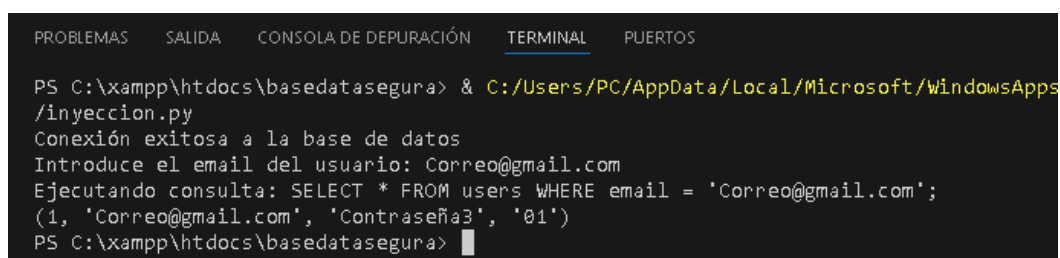 PROBLEMAS SALIDA CONSOLA DE DEPURACIÓN TERMINAL PUERTOS
PS C:\xampp\htdocs\basedatasegura> & C:/Users/PC/AppData/Local/Microsoft/WindowsApps
/inyeccion.py
Conexión exitosa a la base de datos
Introduce el email del usuario: Correo@gmail.com
Ejecutando consulta: SELECT * FROM users WHERE email = 'Correo@gmail.com';
(1, 'Correo@gmail.com', 'Contraseña3', '01')
PS C:\xampp\htdocs\basedatasegura>